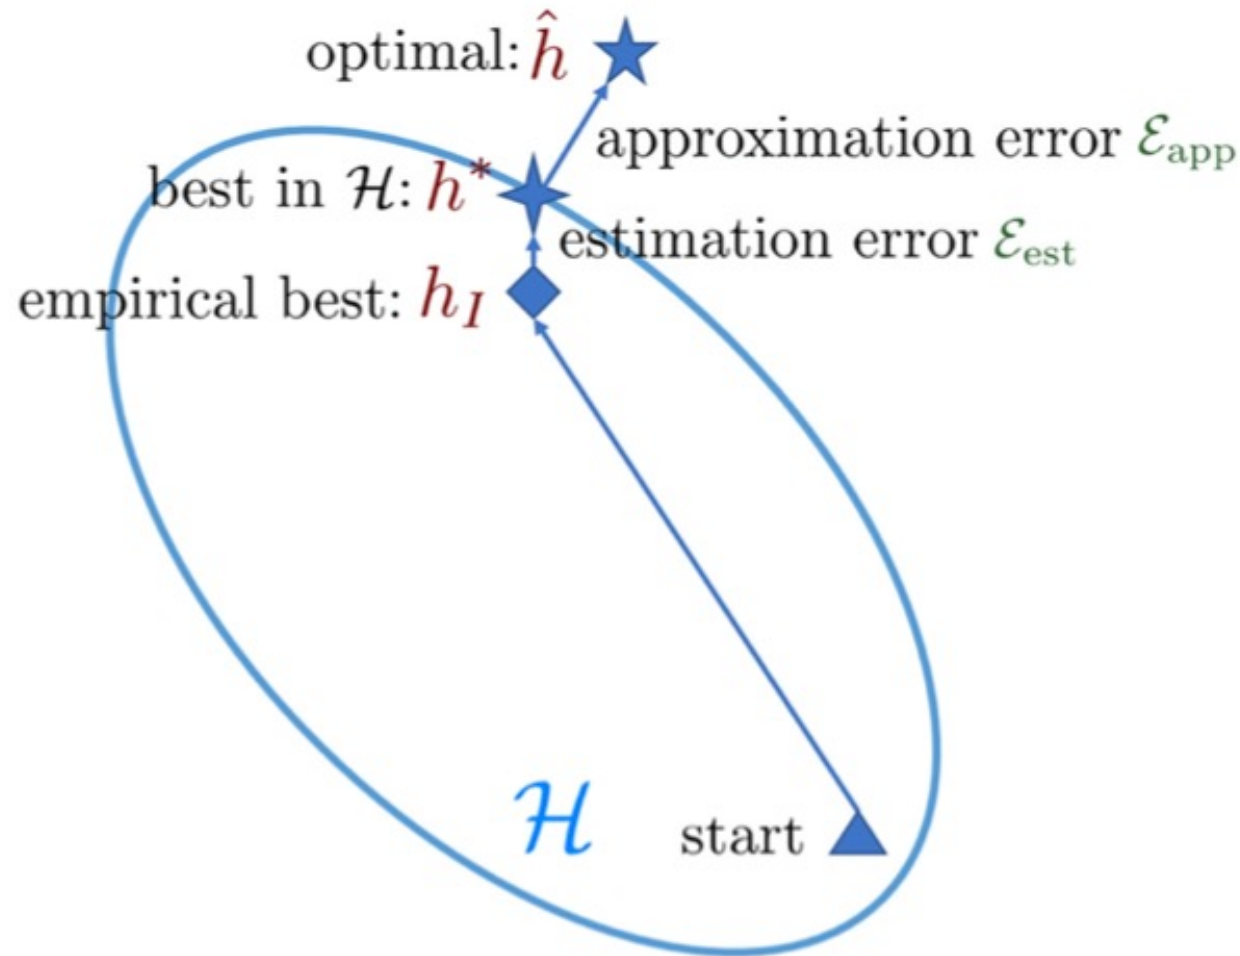 optimal: ĥ
approximation error ℰ_app
best in ℋ: h*
estimation error ℰ_est
empirical best: h_I
ℋ
start